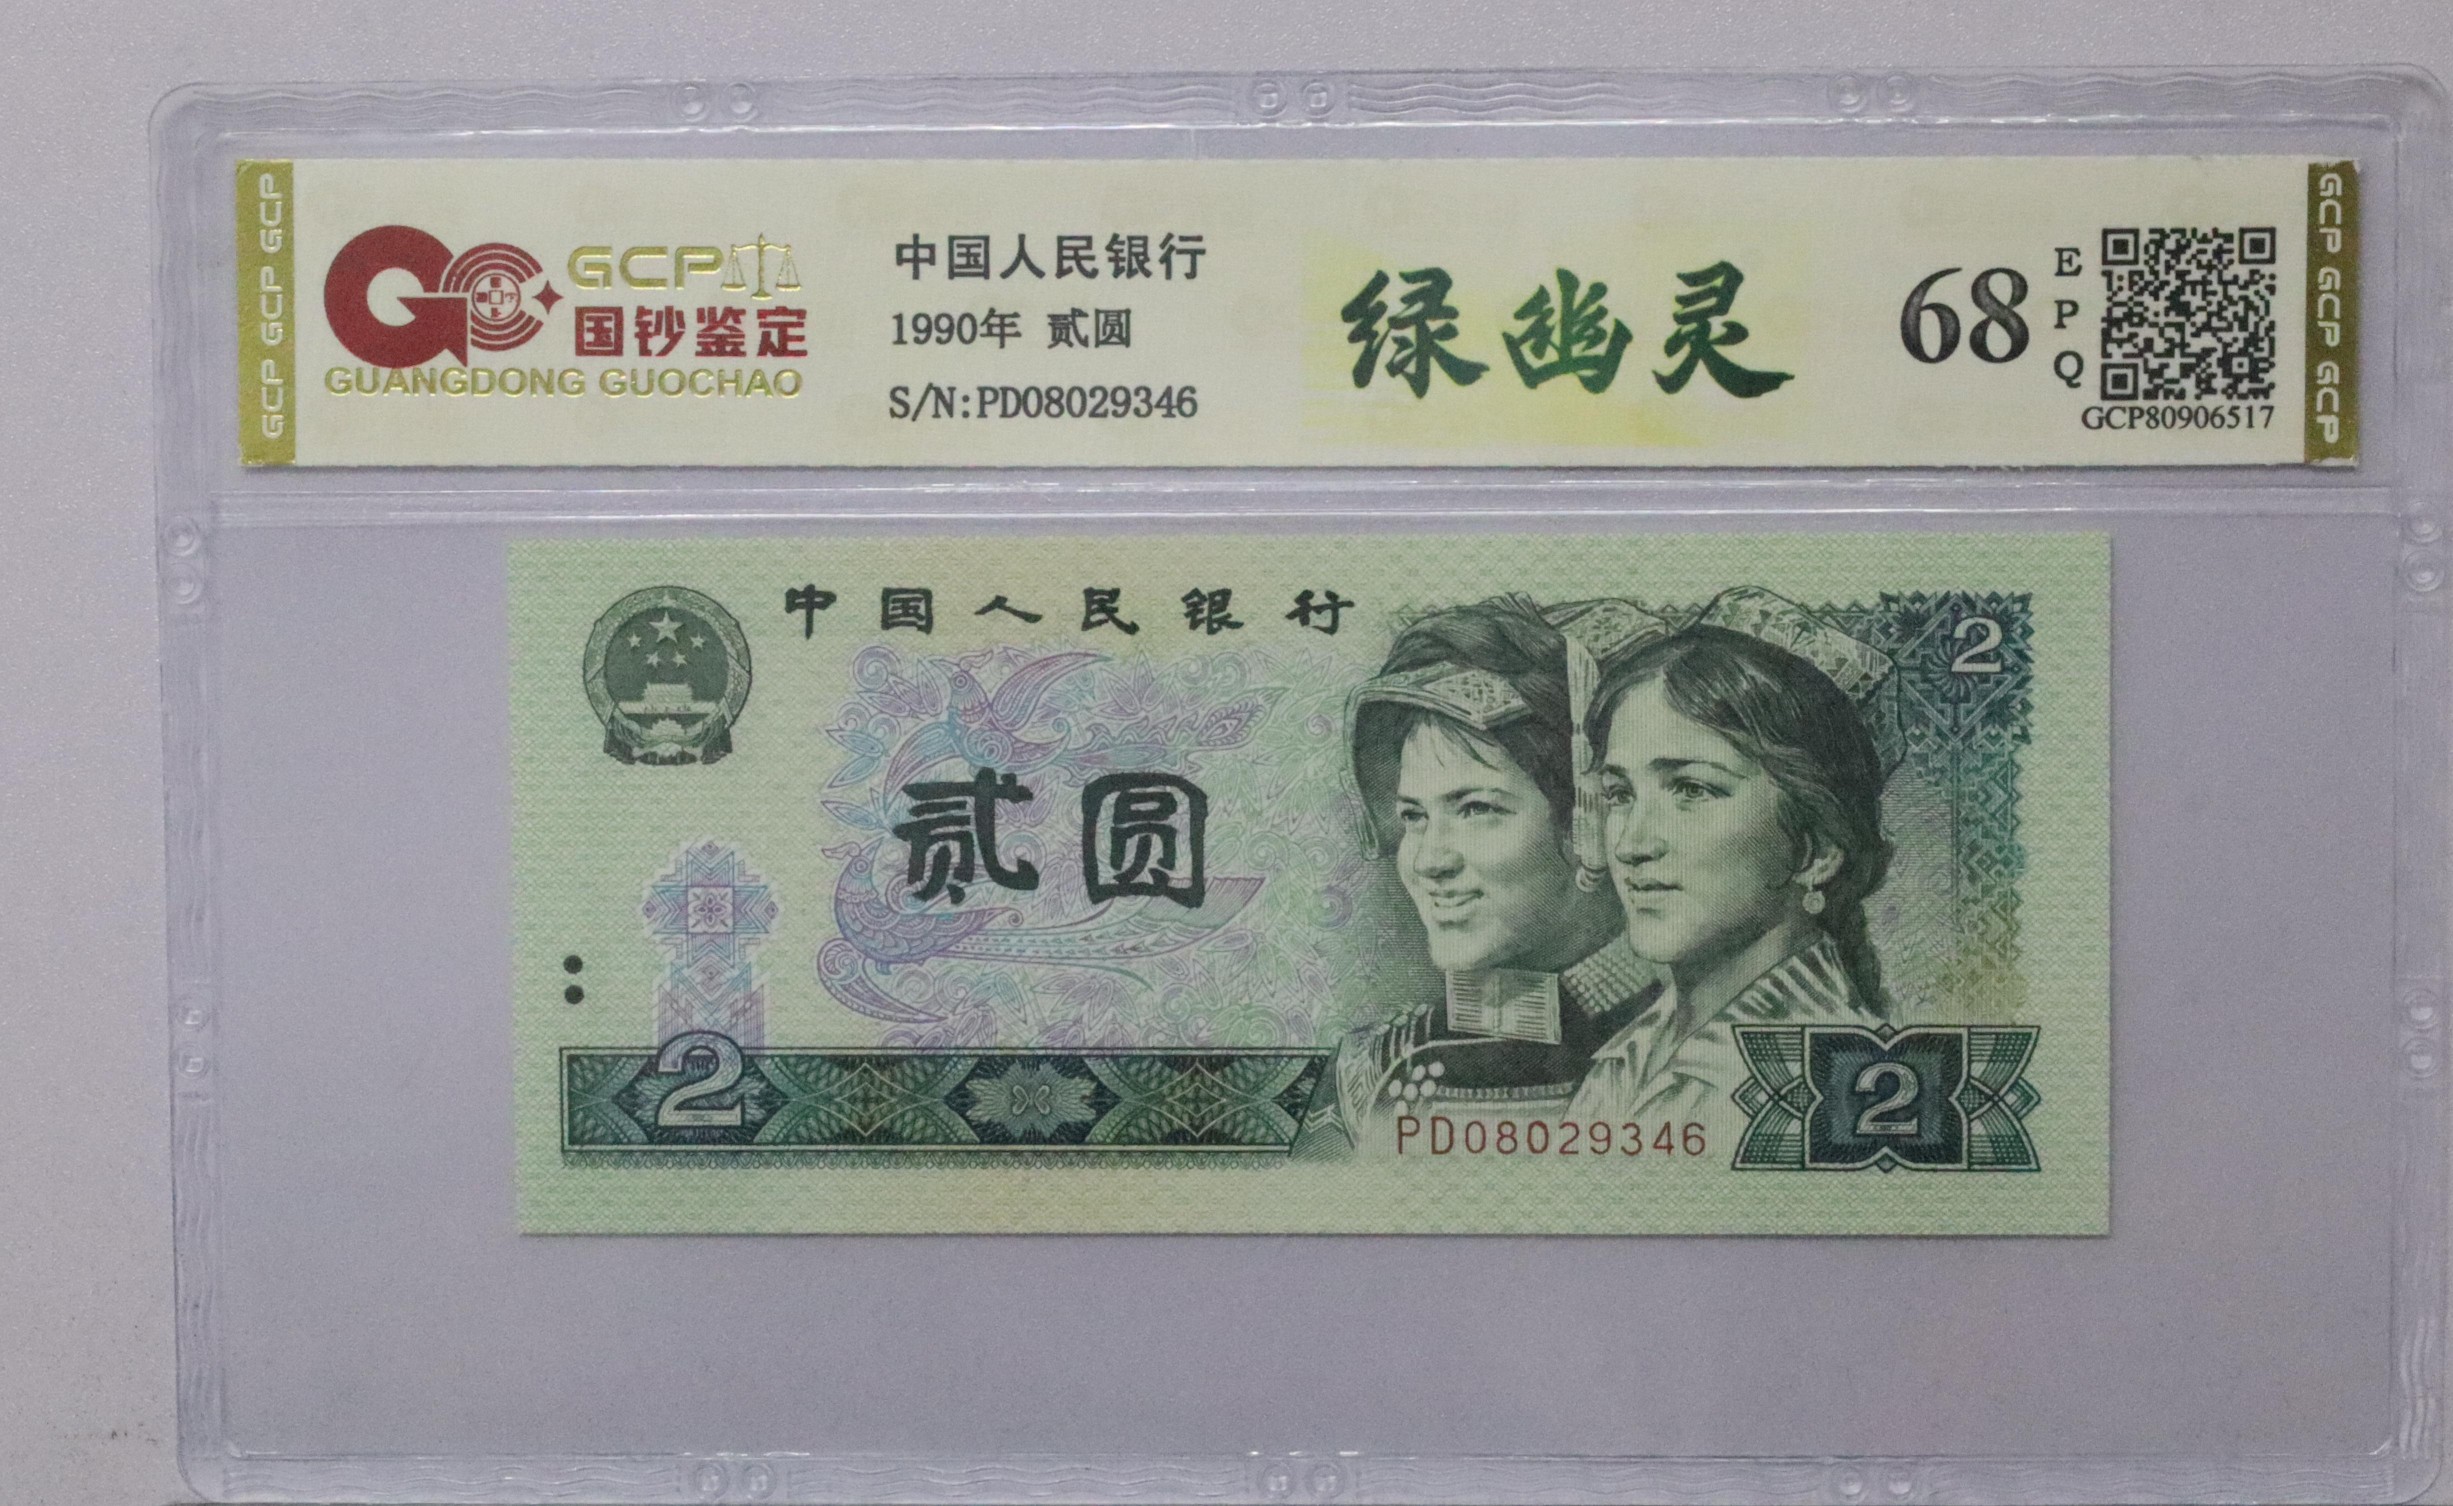 GCP GCP GCP
GCP
国钞鉴定
GUANGDONG GUOCHAO
中国人民银行
1990年 贰圆
S/N:PD08029346
绿幽灵
68
E
P
Q
GCP80906517
GCP GCP GCP
中国人民银行
2
贰圆
2
PD08029346
2